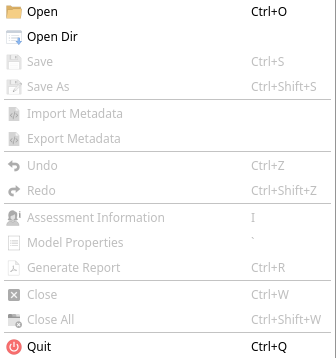 Open Ctrl+O
Open Dir
Save Ctrl+S
Save As Ctrl+Shift+S
Import Metadata
Export Metadata
Undo Ctrl+Z
Redo Ctrl+Shift+Z
Assessment Information I
Model Properties `
Generate Report Ctrl+R
Close Ctrl+W
Close All Ctrl+Shift+W
Quit Ctrl+Q